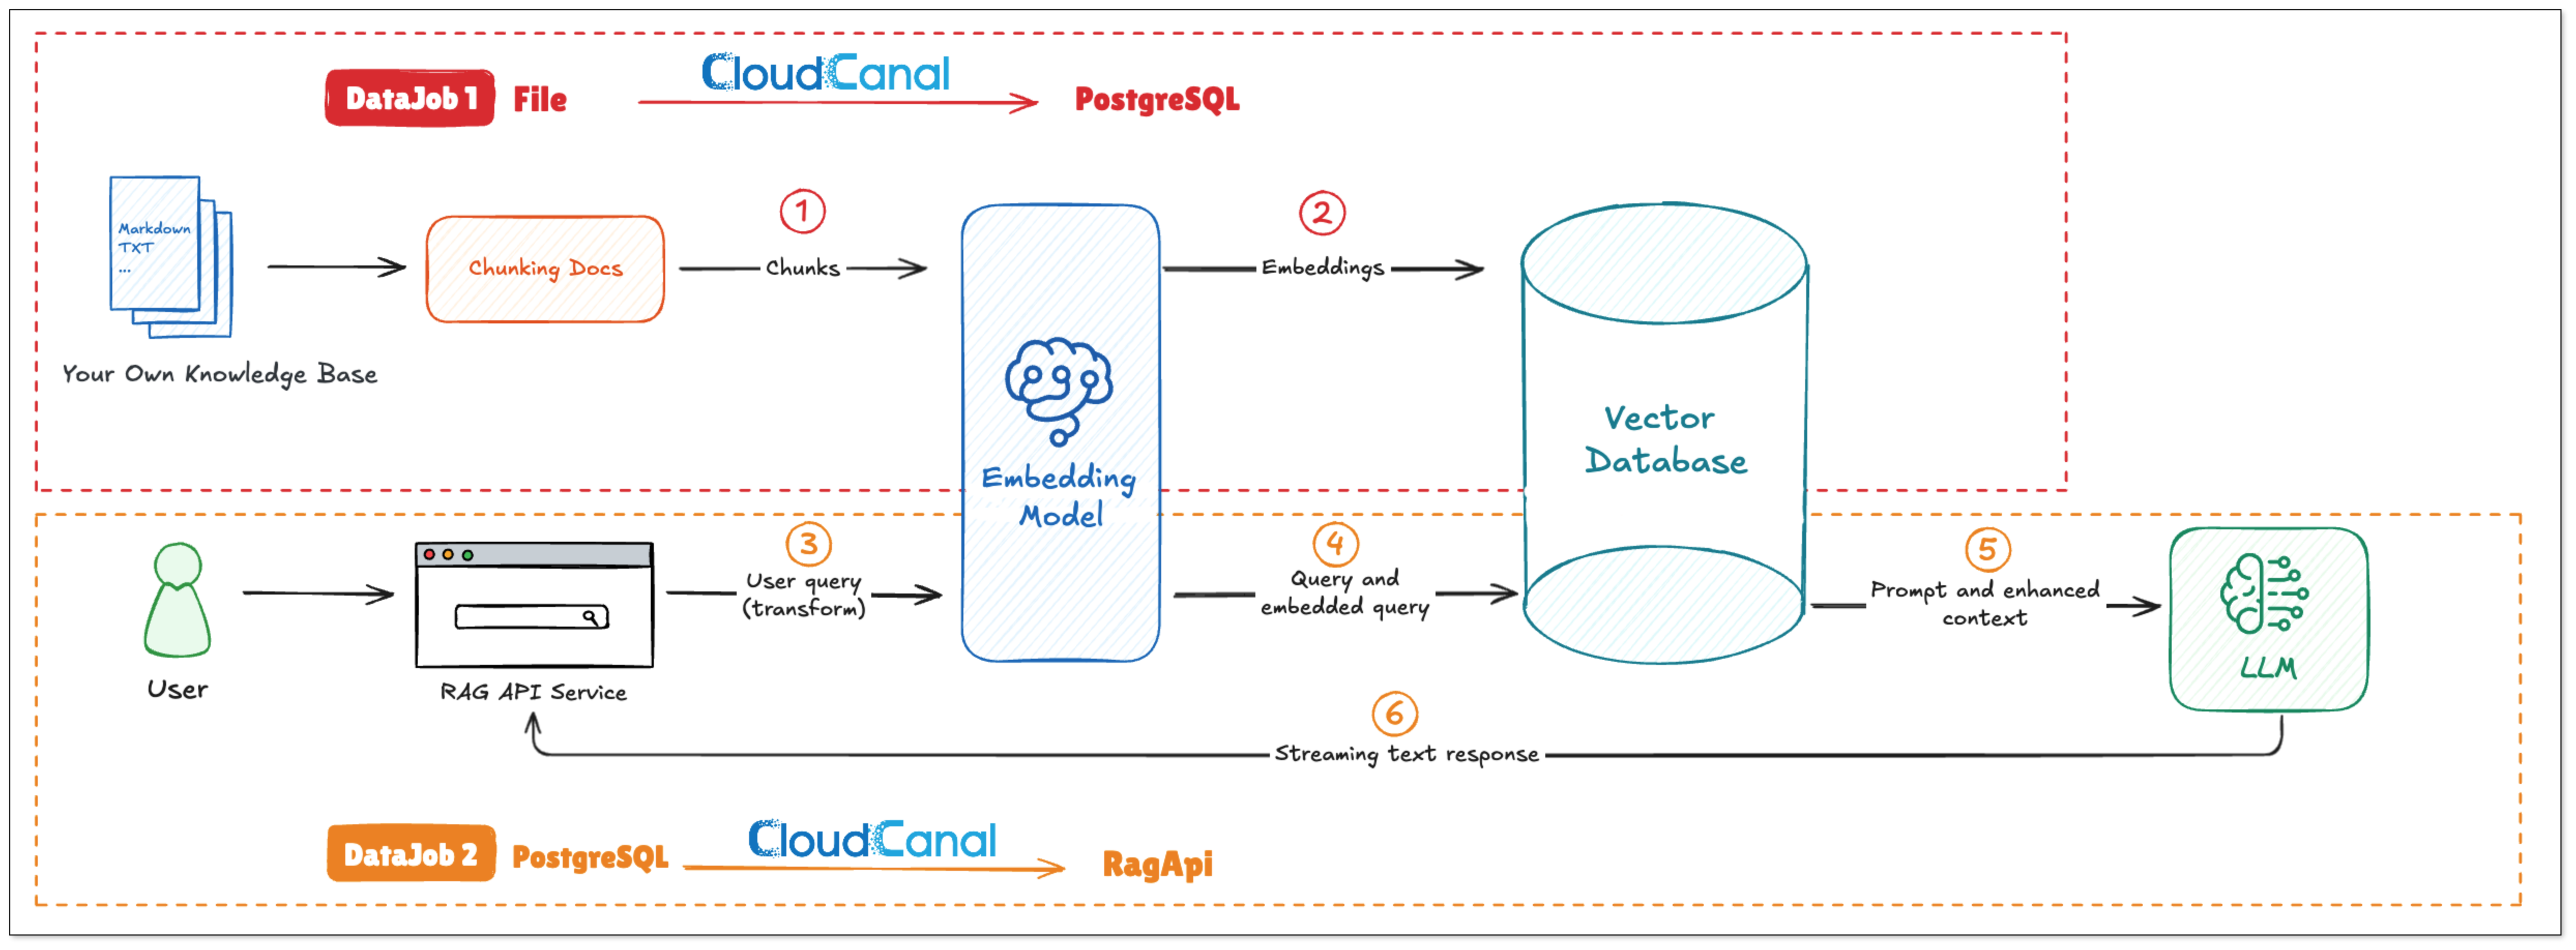 DataJob 1 File CloudCanal PostgreSQL
Markdown
TXT
...
Your Own Knowledge Base
Chunking Docs
1
Chunks
2
Embeddings
Embedding
Model
Vector
Database
User
RAG API Service
3
User query
(transform)
4
Query and
embedded query
5
Prompt and enhanced
context
LLM
6
Streaming text response
DataJob 2 PostgreSQL CloudCanal RagApi